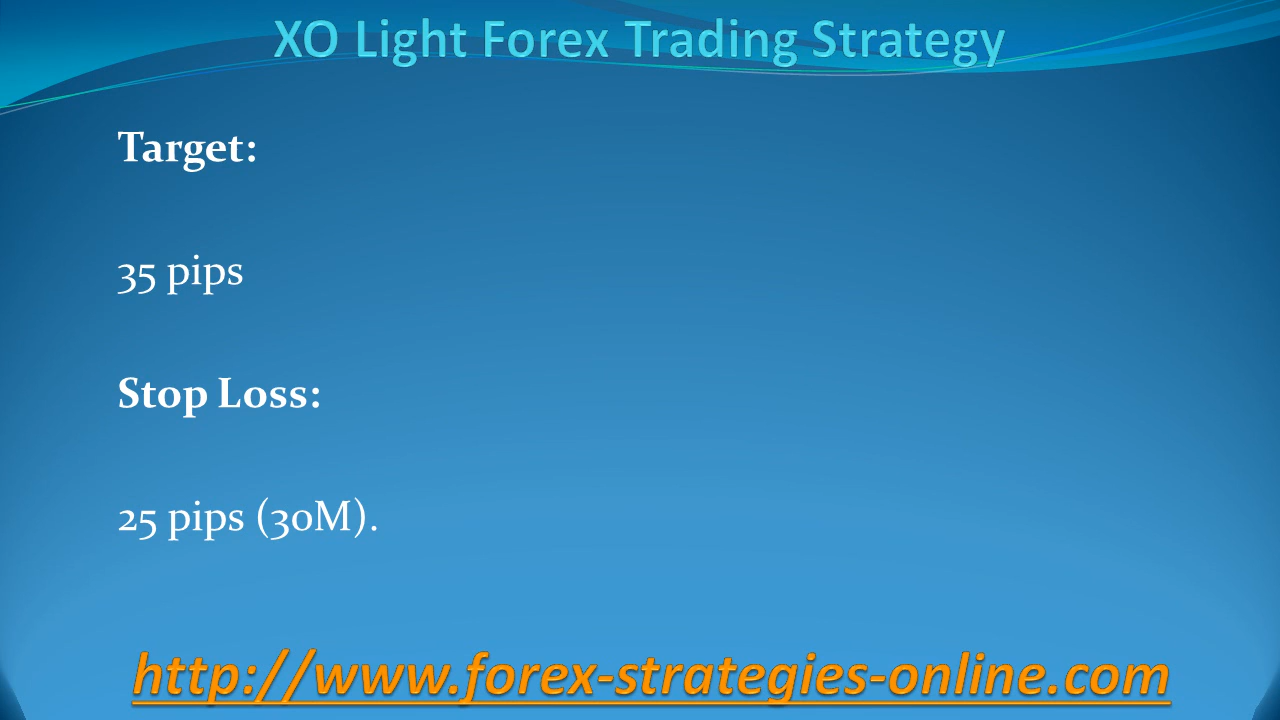 XO Light Forex Trading Strategy
Target:
35 pips
Stop Loss:
25 pips (30M).
http://www.forex-strategies-online.com